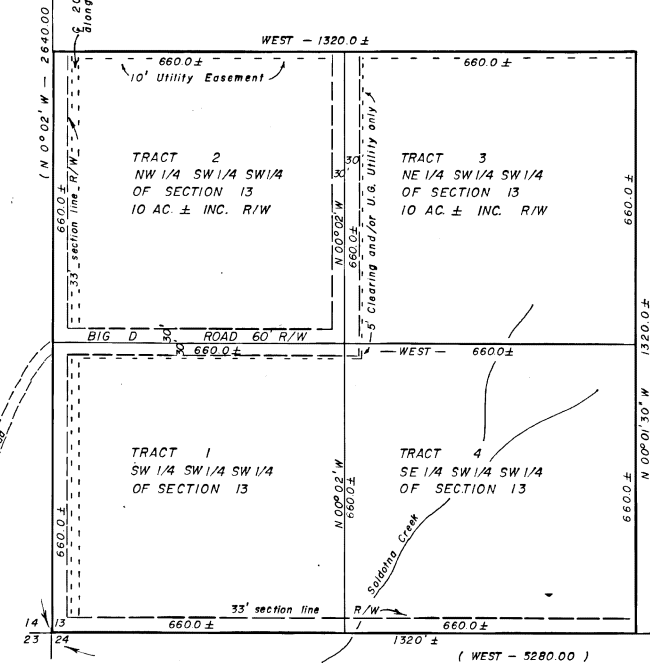 ₵ 20
along
(N 0°02' W — 2640.00
WEST — 1320.0 ±
660.0 ±
660.0 ±
10' Utility Easement
TRACT 2
NW 1/4 SW 1/4 SW 1/4
OF SECTION 13
10 AC. ± INC. R/W
TRACT 3
NE 1/4 SW 1/4 SW 1/4
OF SECTION 13
10 AC. ± INC. R/W
660.0 ±
33' section line R/W
30'
30
N 00°02' W
660.0 ±
5' Clearing and/or U.G. Utility only
660.0 ±
BIG D ROAD 60' R/W
30'
30'
660.0 ±
— WEST — 660.0 ±
1320.0 ±
N 00°01'30" W
TRACT 1
SW 1/4 SW 1/4 SW 1/4
OF SECTION 13
TRACT 4
SE 1/4 SW 1/4 SW 1/4
OF SECTION 13
660.0 ±
N 00°02' W
660.0 ±
660.0 ±
Soldotna Creek
33' section line R/W
14 13
23 24
660.0 ±
660.0 ±
1320' ±
( WEST — 5280.00 )